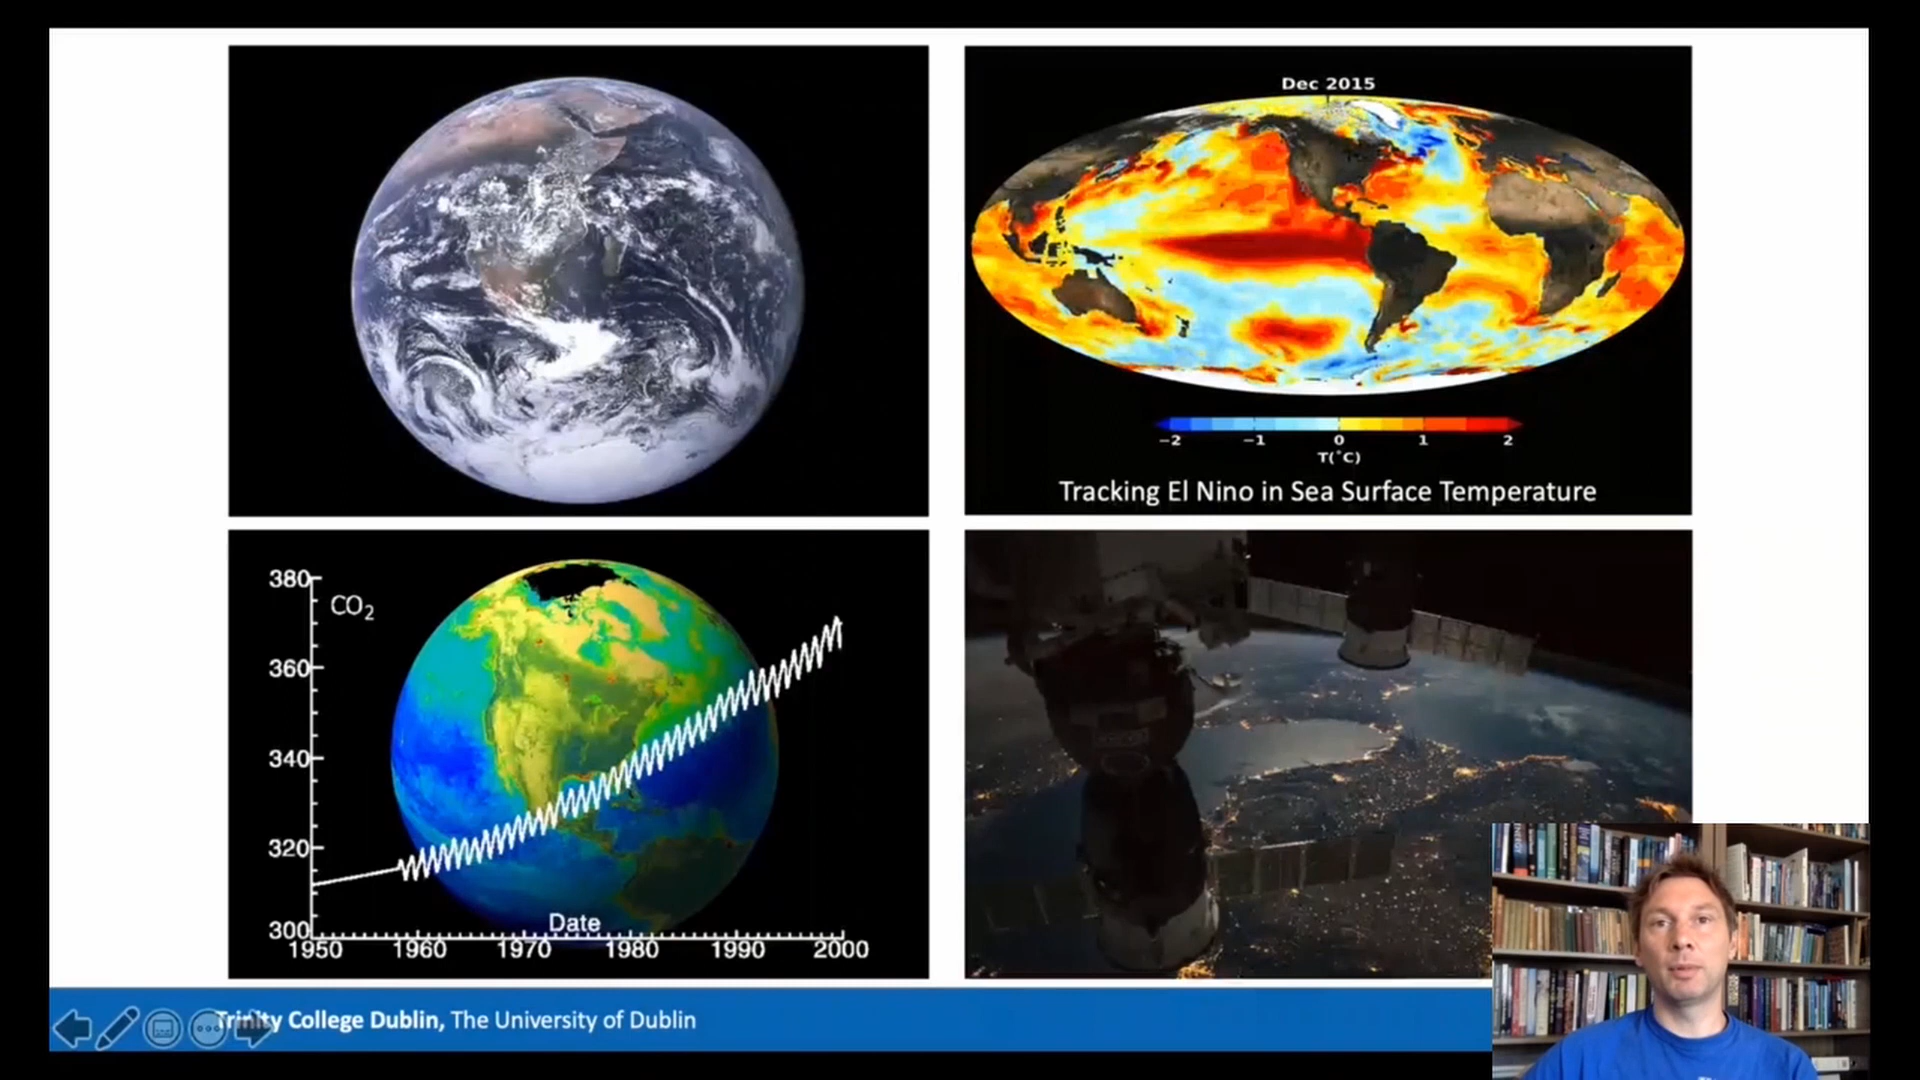 Dec 2015
−2 −1 0 1 2
T(°C)
Tracking El Nino in Sea Surface Temperature
380
CO₂
360
340
320
300
Date
1950 1960 1970 1980 1990 2000
Trinity College Dublin, The University of Dublin
ENERGY